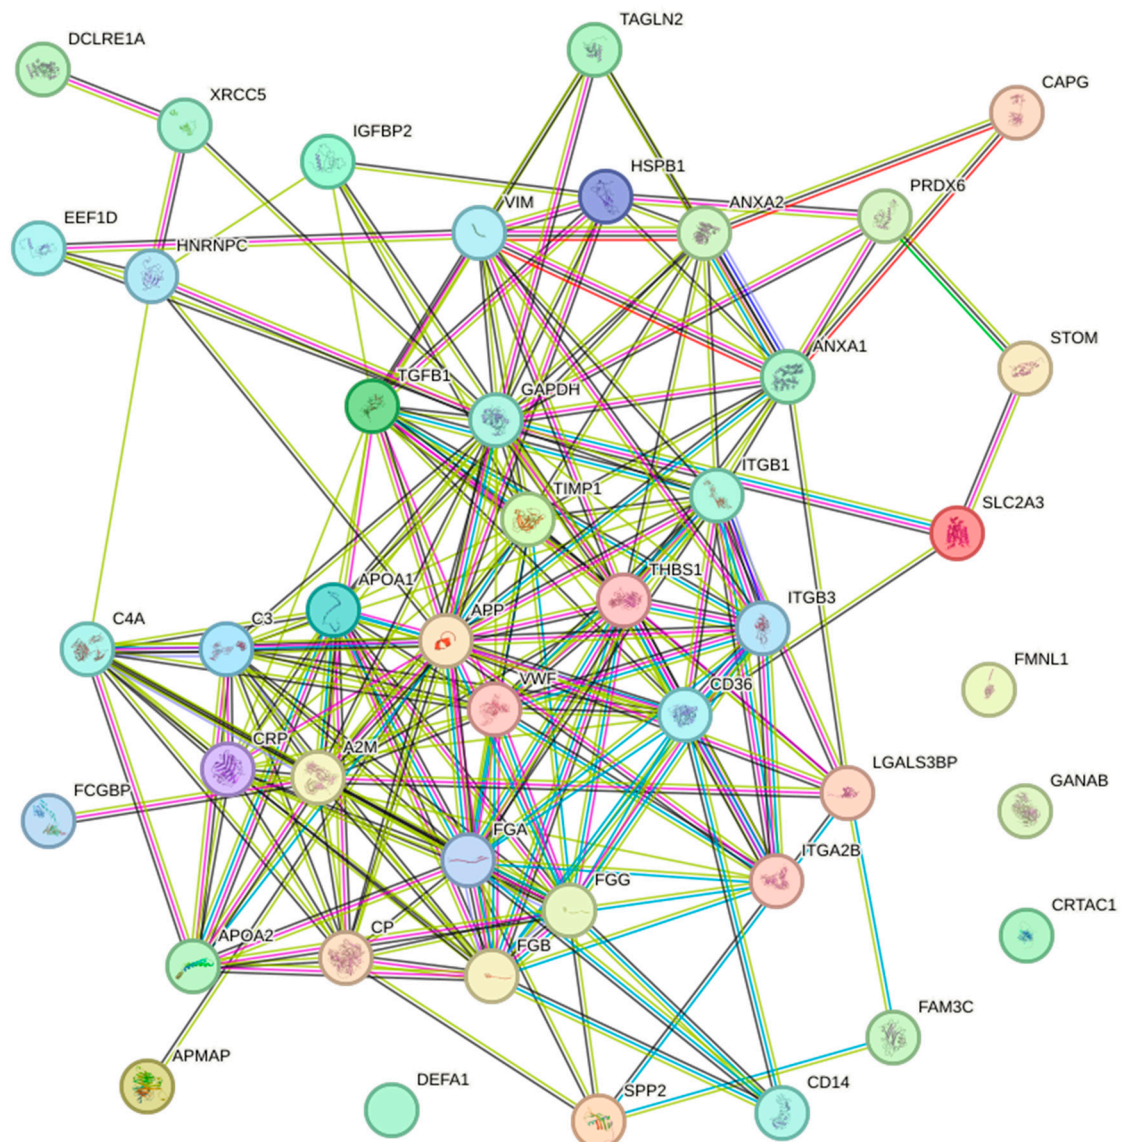 TAGLN2
DCLRE1A
CAPG
XRCC5
IGFBP2
HSPB1
PRDX6
VIM
ANXA2
EEF1D
HNRNPC
STOM
ANXA1
TGFB1
GAPDH
ITGB1
TIMP1
SLC2A3
THBS1
APOA1
ITGB3
APP
C4A
C3
FMNL1
VWF
CD36
CRP
A2M
LGALS3BP
GANAB
FCGBP
FGA
ITGA2B
FGG
CRTAC1
CP
APOA2
FGB
FAM3C
APMAP
DEFA1
CD14
SPP2